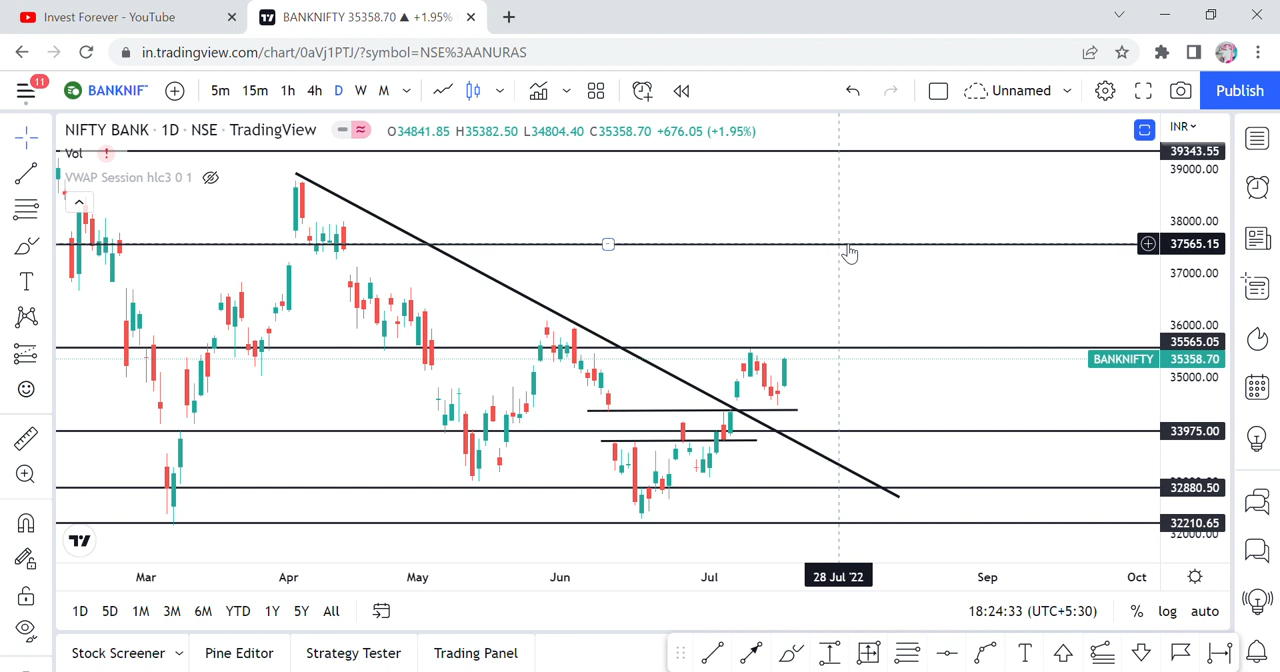 Invest Forever - YouTube
BANKNIFTY 35358.70 ▲ +1.95%
in.tradingview.com/chart/0aVj1PTJ/?symbol=NSE%3AANURAS
11
BANKNIF
5m 15m 1h 4h D W M
Unnamed
Publish
NIFTY BANK · 1D · NSE · TradingView
O34841.85 H35382.50 L34804.40 C35358.70 +676.05 (+1.95%)
INR
Vol
VWAP Session hlc3 0 1
39343.55
39000.00
38000.00
37565.15
37000.00
36000.00
35565.05
BANKNIFTY 35358.70
35000.00
33975.00
32880.50
32210.65
32000.00
Mar Apr May Jun Jul 28 Jul '22 Sep Oct
1D 5D 1M 3M 6M YTD 1Y 5Y All
18:24:33 (UTC+5:30) % log auto
Stock Screener Pine Editor Strategy Tester Trading Panel